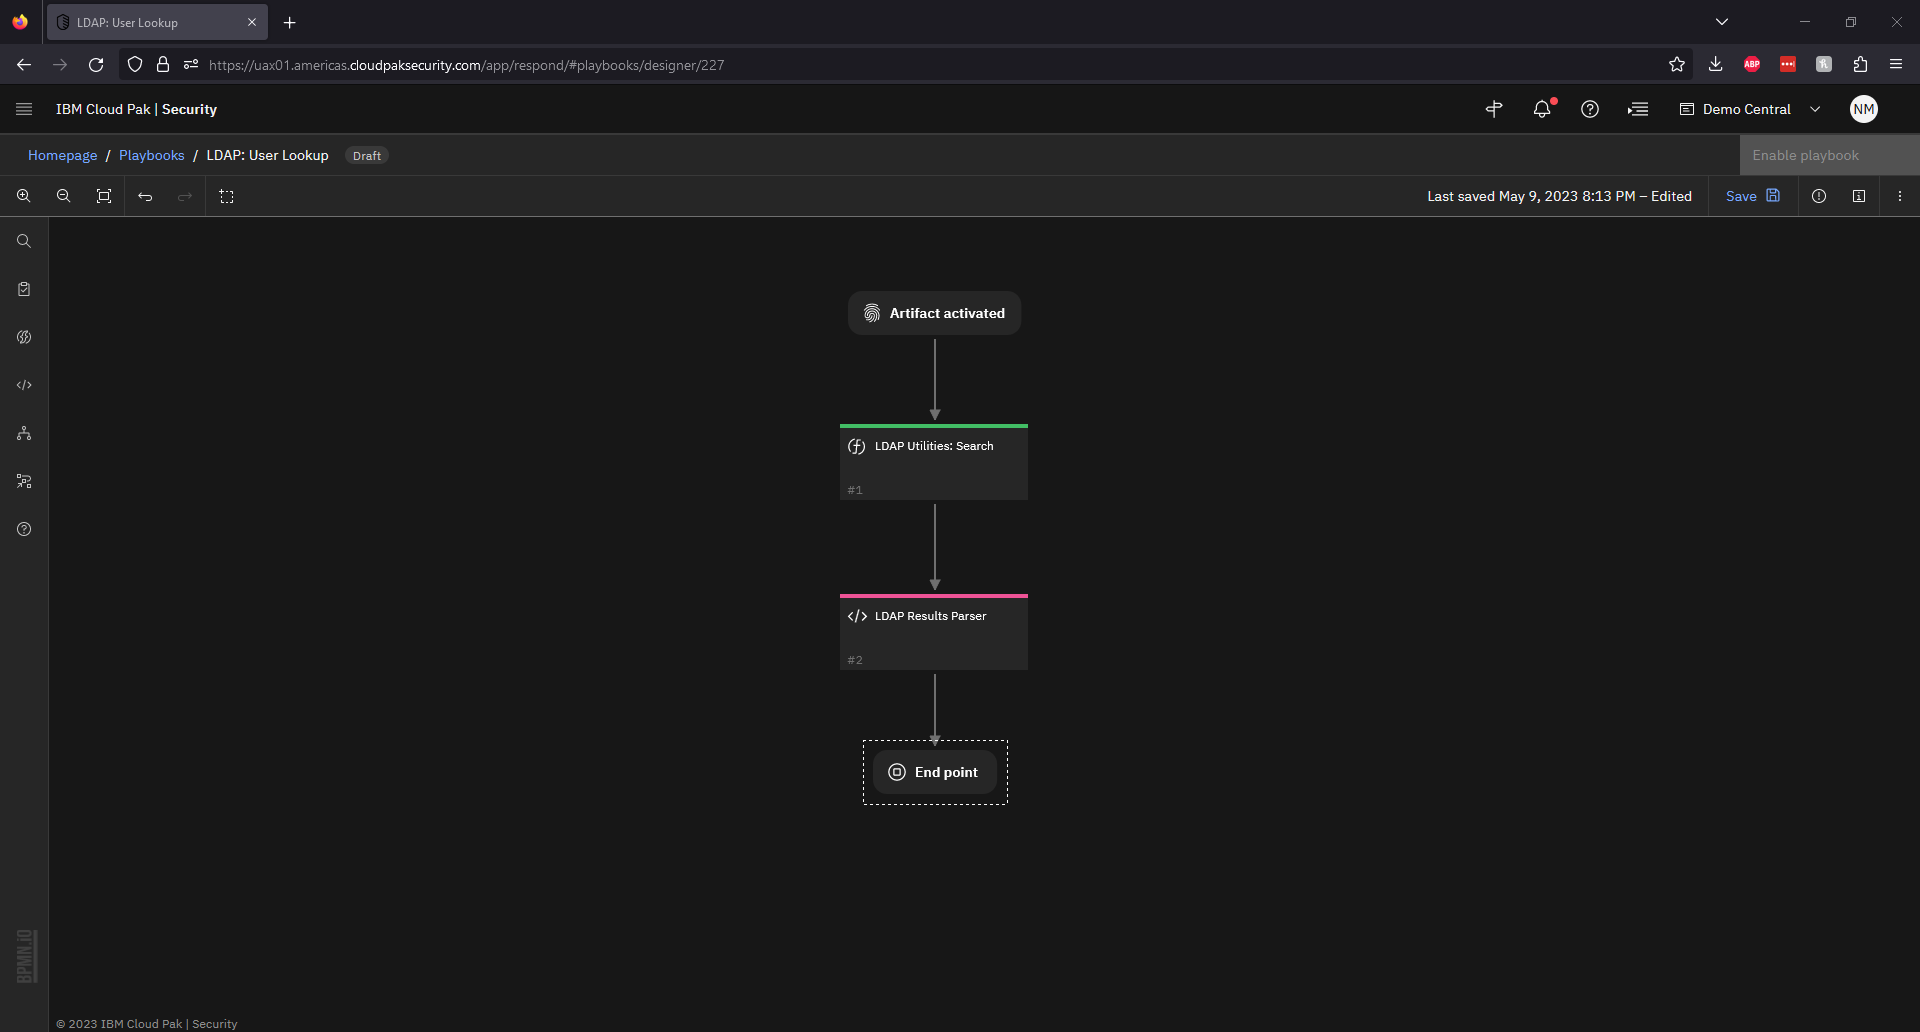 LDAP: User Lookup
https://uax01.americas.cloudpaksecurity.com/app/respond/#playbooks/designer/227
ABP
IBM Cloud Pak | Security
Demo Central
NM
Homepage / Playbooks / LDAP: User Lookup Draft
Enable playbook
Last saved May 9, 2023 8:13 PM – Edited
Save
Artifact activated
LDAP Utilities: Search
#1
LDAP Results Parser
#2
End point
BPMN.iO
© 2023 IBM Cloud Pak | Security